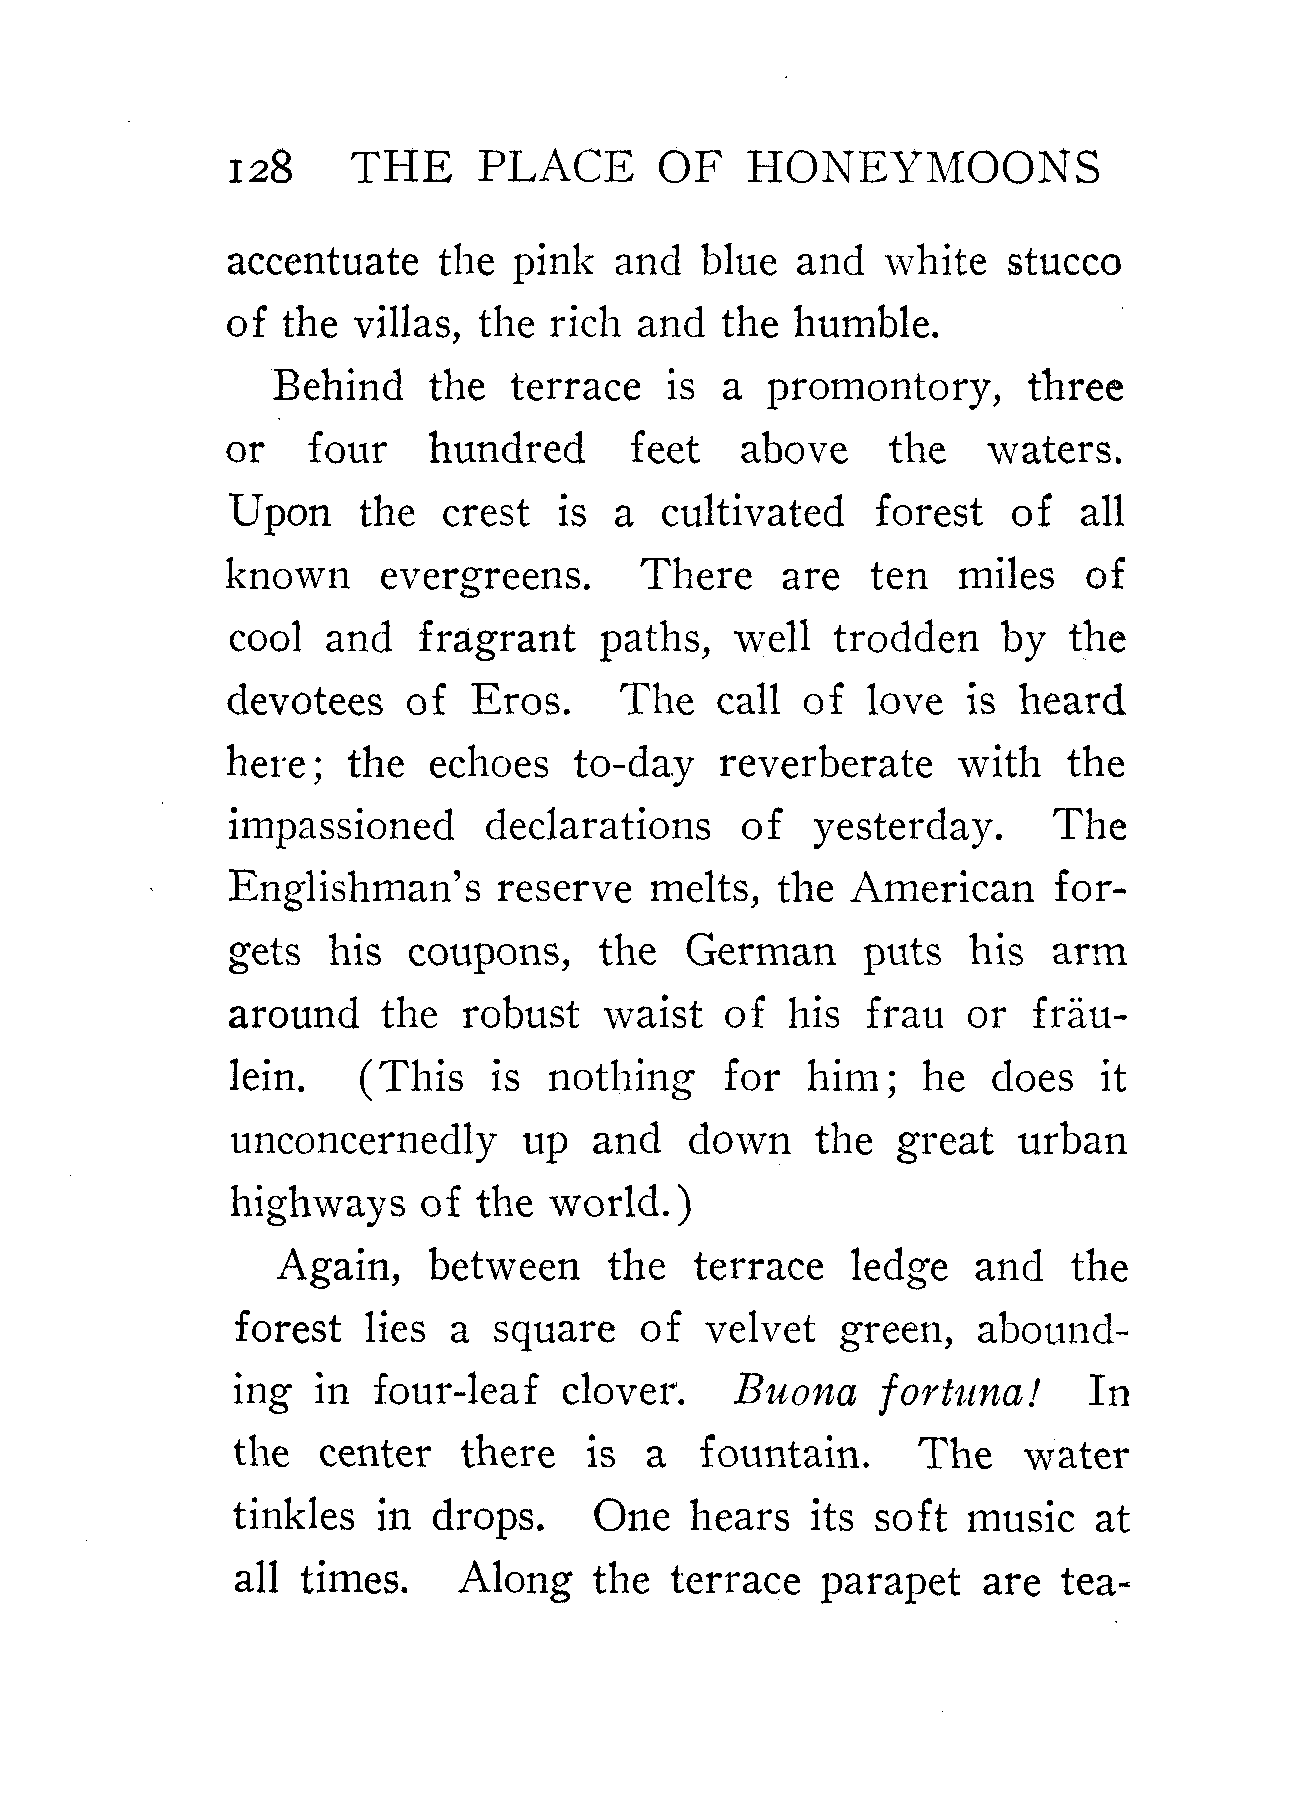 128 THE PLACE OF HONEYMOONS
accentuate the pink and blue and white stucco
of the villas, the rich and the humble.
Behind the terrace is a promontory, three
or four hundred feet above the waters.
Upon the crest is a cultivated forest of all
known evergreens. There are ten miles of
cool and fragrant paths, well trodden by the
devotees of Eros. The call of love is heard
here; the echoes to-day reverberate with the
impassioned declarations of yesterday. The
Englishman's reserve melts, the American for-
gets his coupons, the German puts his arm
around the robust waist of his frau or fräu-
lein. (This is nothing for him; he does it
unconcernedly up and down the great urban
highways of the world.)
Again, between the terrace ledge and the
forest lies a square of velvet green, abound-
ing in four-leaf clover. Buona fortuna! In
the center there is a fountain. The water
tinkles in drops. One hears its soft music at
all times. Along the terrace parapet are tea-